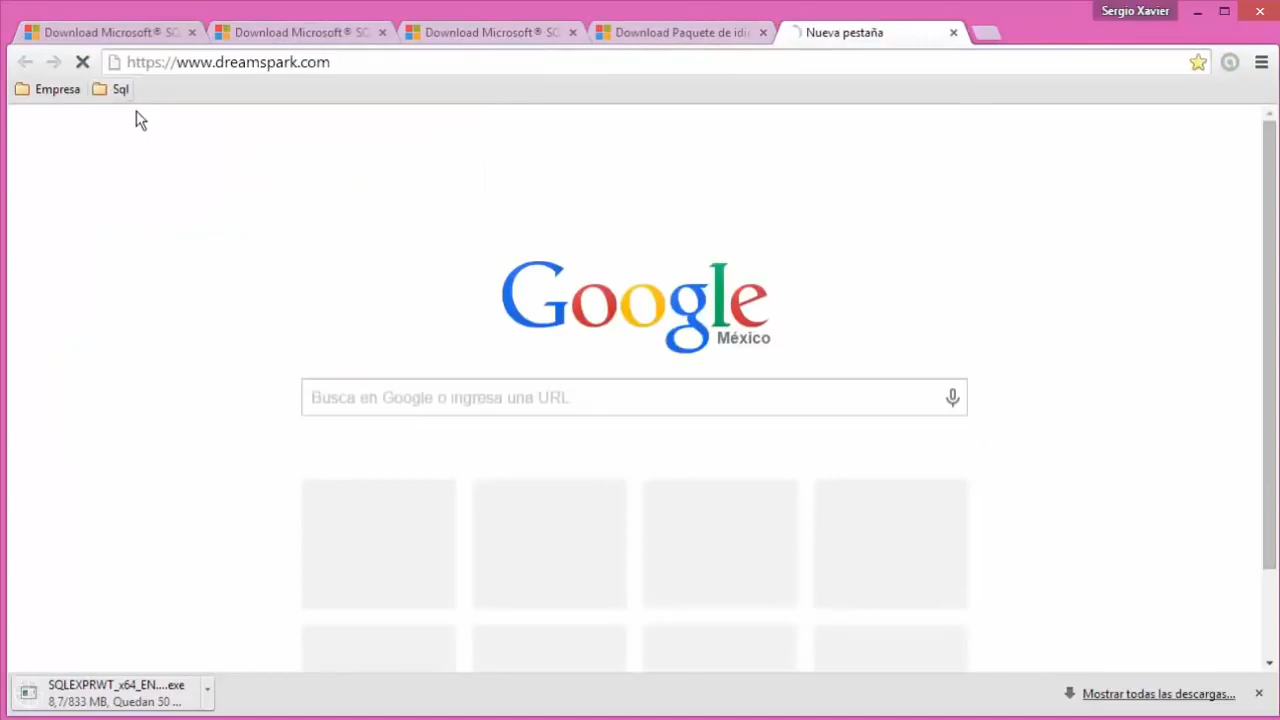 Sergio Xavier
Download Microsoft® SQ
Download Microsoft® SQ
Download Microsoft® SQ
Download Paquete de idi
Nueva pestaña
https://www.dreamspark.com
Empresa
Sql
Google
México
Busca en Google o ingresa una URL
SQLEXPRWT_x64_EN....exe
8,7/833 MB, Quedan 50 ...
Mostrar todas las descargas...